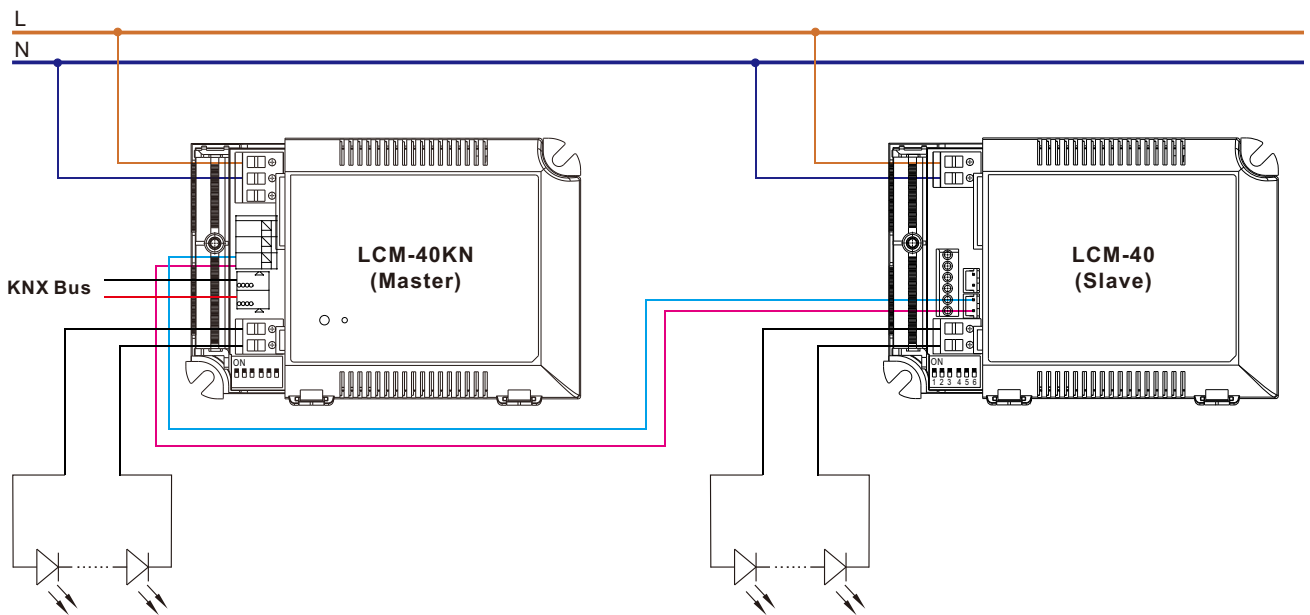 L
N
LCM-40KN
(Master)
KNX Bus
ON
LCM-40
(Slave)
ON
1 2 3 4 5 6